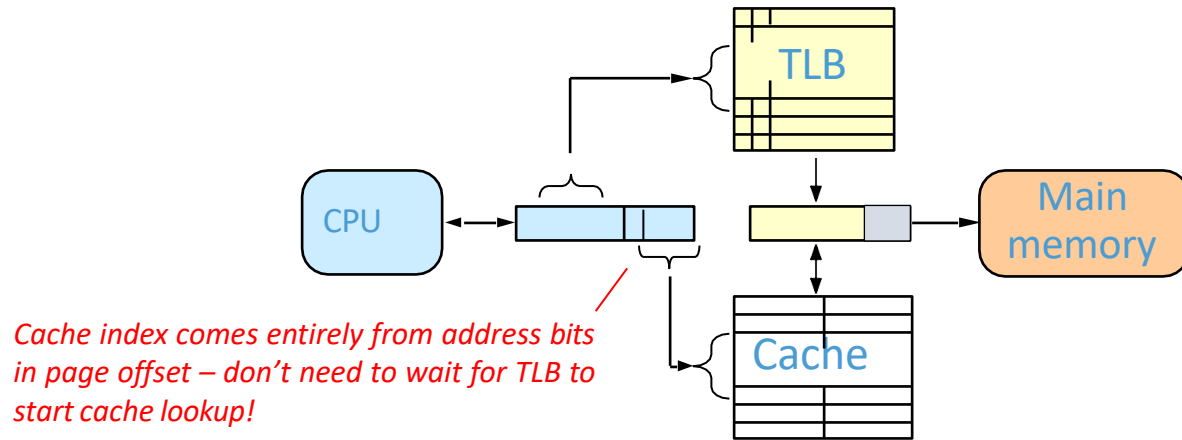 TLB
CPU
Main
memory
Cache index comes entirely from address bits
in page offset – don’t need to wait for TLB to
start cache lookup!
Cache